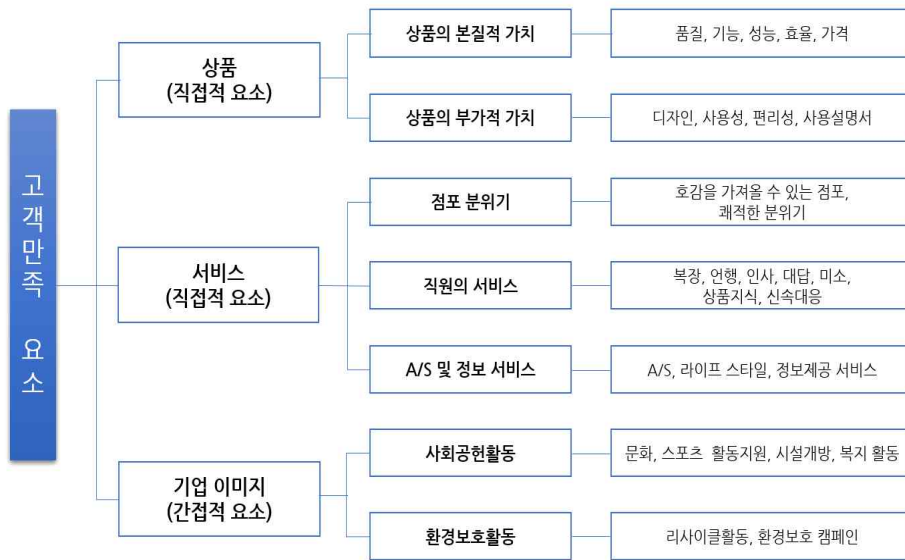 고객만족 요소
상품
(직접적 요소)
상품의 본질적 가치
품질, 기능, 성능, 효율, 가격
상품의 부가적 가치
디자인, 사용성, 편리성, 사용설명서
서비스
(직접적 요소)
점포 분위기
호감을 가져올 수 있는 점포,
쾌적한 분위기
직원의 서비스
복장, 언행, 인사, 대답, 미소,
상품지식, 신속대응
A/S 및 정보 서비스
A/S, 라이프 스타일, 정보제공 서비스
기업 이미지
(간접적 요소)
사회공헌활동
문화, 스포츠 활동지원, 시설개방, 복지 활동
환경보호활동
리사이클활동, 환경보호 캠페인